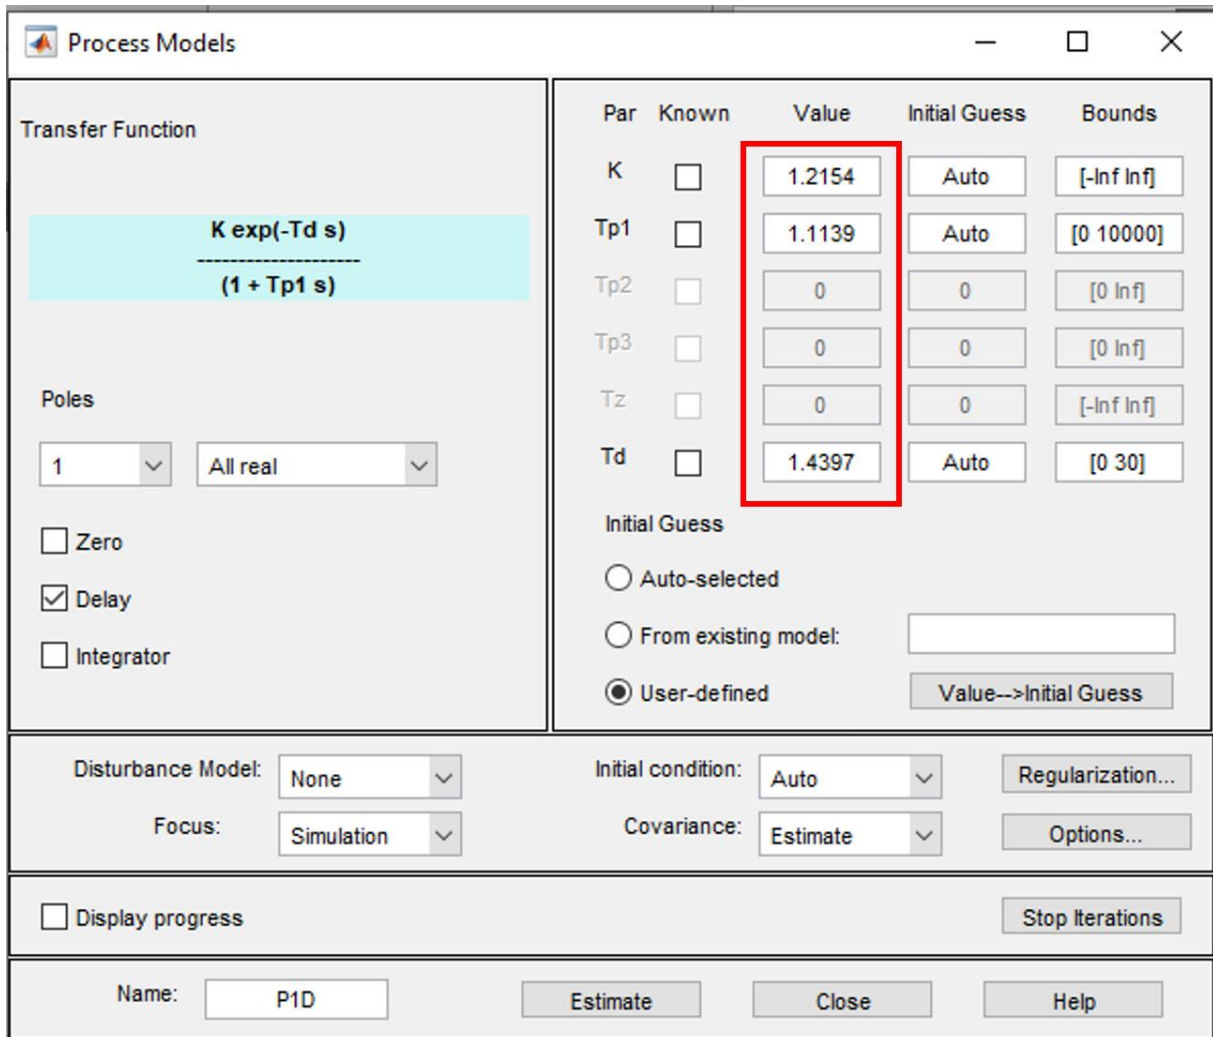 Process Models
Transfer Function
K exp(-Td s)
--------------------
(1 + Tp1 s)
Poles
1 All real
Zero
Delay
Integrator
Par Known Value Initial Guess Bounds
K 1.2154 Auto [-Inf Inf]
Tp1 1.1139 Auto [0 10000]
Tp2 0 0 [0 Inf]
Tp3 0 0 [0 Inf]
Tz 0 0 [-Inf Inf]
Td 1.4397 Auto [0 30]
Initial Guess
Auto-selected
From existing model:
User-defined Value-->Initial Guess
Disturbance Model: None Initial condition: Auto Regularization...
Focus: Simulation Covariance: Estimate Options...
Display progress Stop Iterations
Name: P1D Estimate Close Help